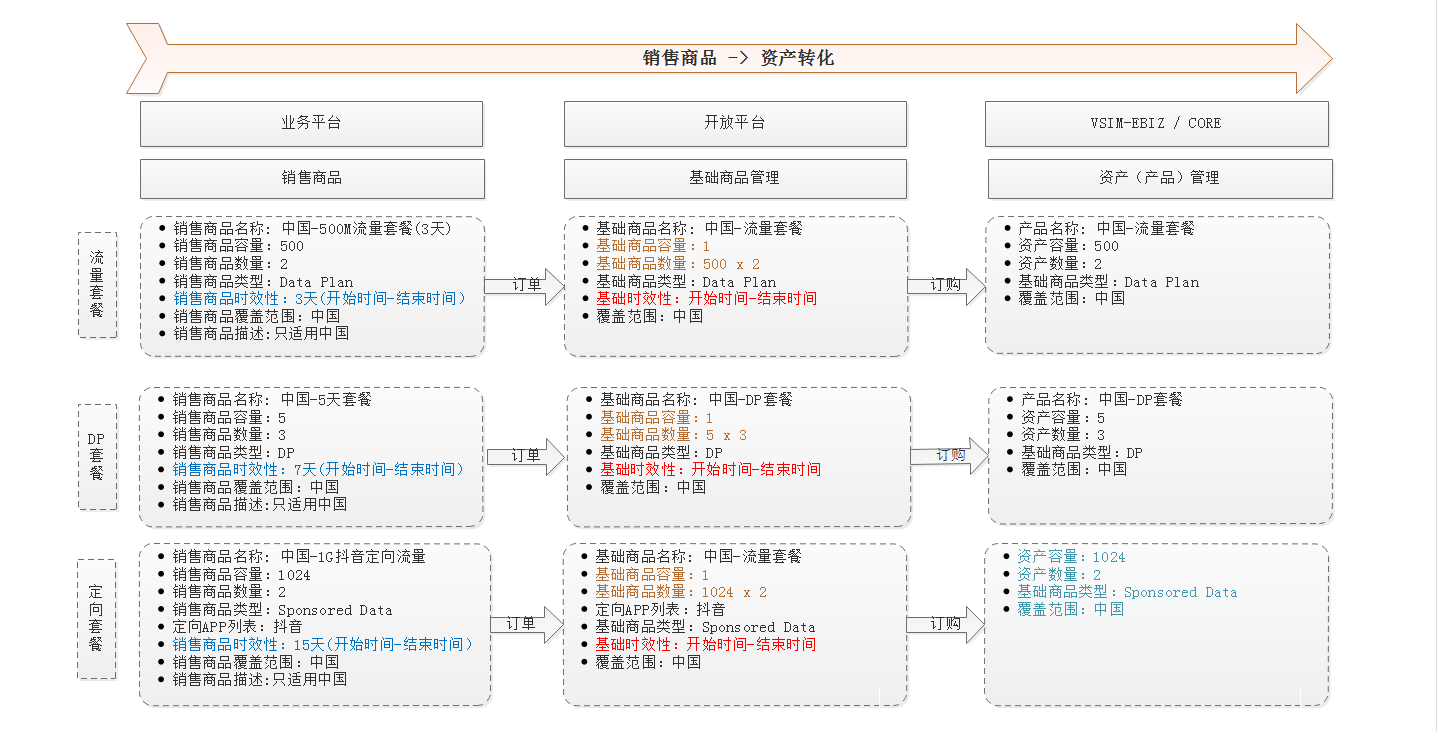 销售商品 -> 资产转化
业务平台
开放平台
VSIM-EBIZ / CORE
销售商品
基础商品管理
资产（产品）管理
流量套餐
销售商品名称: 中国-500M流量套餐(3天)
销售商品容量：500
销售商品数量：2
销售商品类型：Data Plan
销售商品时效性：3天(开始时间-结束时间)
销售商品覆盖范围：中国
销售商品描述:只适用中国
订单
基础商品名称: 中国-流量套餐
基础商品容量：1
基础商品数量：500 x 2
基础商品类型：Data Plan
基础时效性：开始时间-结束时间
覆盖范围：中国
订购
产品名称: 中国-流量套餐
资产容量：500
资产数量：2
基础商品类型：Data Plan
覆盖范围：中国
DP套餐
销售商品名称: 中国-5天套餐
销售商品容量：5
销售商品数量：3
销售商品类型：DP
销售商品时效性：7天(开始时间-结束时间)
销售商品覆盖范围：中国
销售商品描述:只适用中国
订单
基础商品名称: 中国-DP套餐
基础商品容量：1
基础商品数量：5 x 3
基础商品类型：DP
基础时效性：开始时间-结束时间
覆盖范围：中国
订购
产品名称: 中国-DP套餐
资产容量：5
资产数量：3
基础商品类型：DP
覆盖范围：中国
定向套餐
销售商品名称: 中国-1G抖音定向流量
销售商品容量：1024
销售商品数量：2
销售商品类型：Sponsored Data
定向APP列表：抖音
销售商品时效性：15天(开始时间-结束时间)
销售商品覆盖范围：中国
销售商品描述:只适用中国
订单
基础商品名称: 中国-流量套餐
基础商品容量：1
基础商品数量：1024 x 2
定向APP列表：抖音
基础商品类型：Sponsored Data
基础时效性：开始时间-结束时间
覆盖范围：中国
订购
资产容量：1024
资产数量：2
基础商品类型：Sponsored Data
覆盖范围：中国